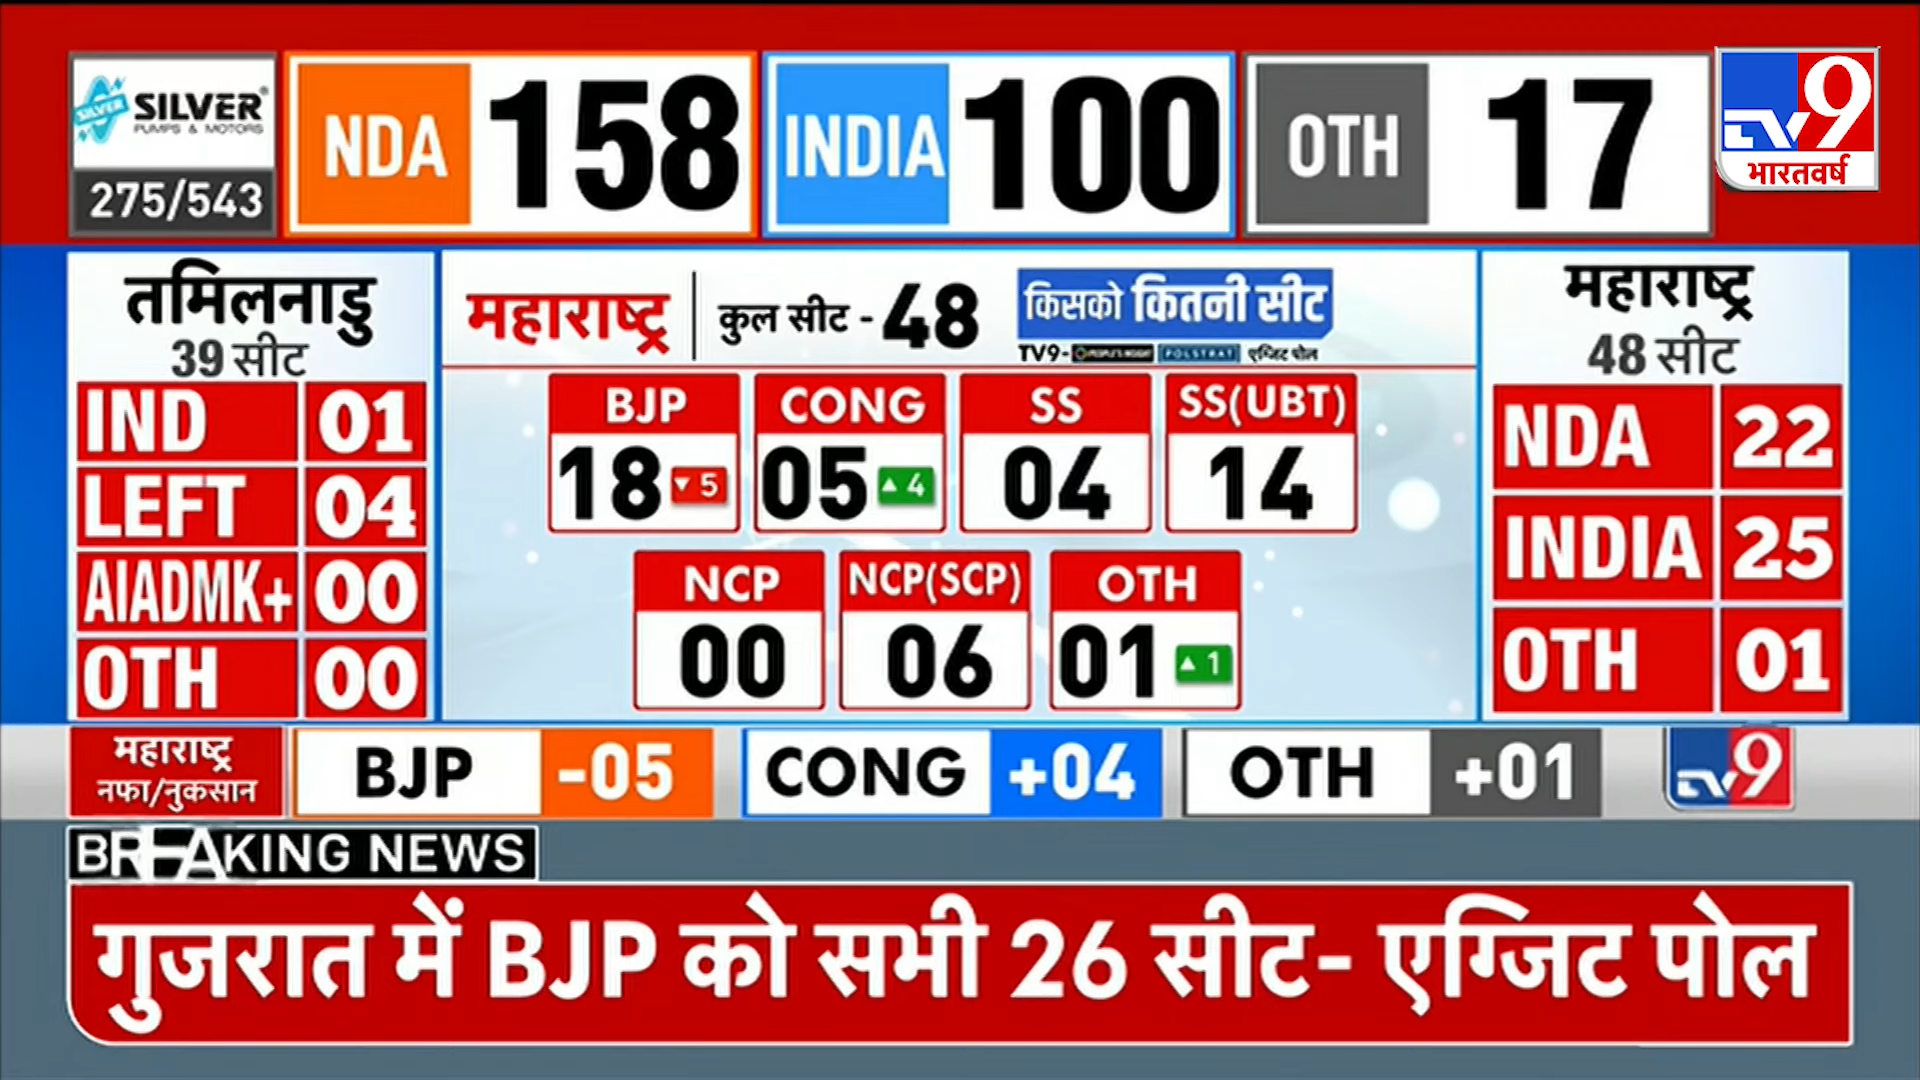 SILVER
PUMPS & MOTORS
275/543
NDA 158
INDIA 100
OTH 17
TV9
भारतवर्ष
तमिलनाडु
39 सीट
IND 01
LEFT 04
AIADMK+ 00
OTH 00
महाराष्ट्र कुल सीट - 48 किसको कितनी सीट
TV9- PEOPLE'S INSIGHT POLSTRAT एग्जिट पोल
BJP CONG SS SS(UBT)
18 ▼ 5 05 ▲ 4 04 14
NCP NCP(SCP) OTH
00 06 01 ▲ 1
महाराष्ट्र
48 सीट
NDA 22
INDIA 25
OTH 01
महाराष्ट्र
नफा/नुकसान
BJP -05 CONG +04 OTH +01 TV9
BREAKING NEWS
गुजरात में BJP को सभी 26 सीट- एग्जिट पोल